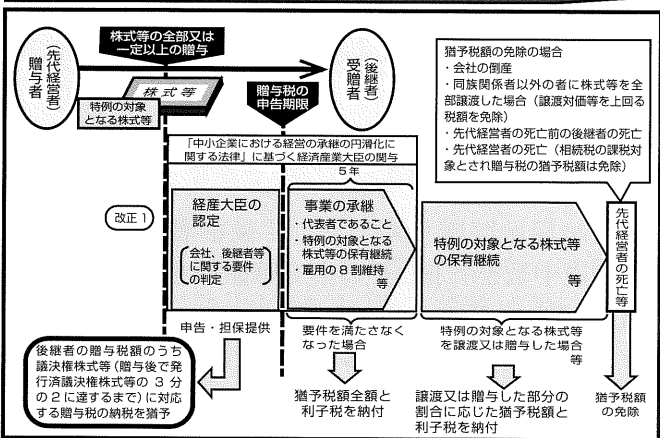 株式等の全部又は
一定以上の贈与
贈与者
(先代経営者)
株 式 等
特例の対象
となる株式等
受贈者
(後継者)
贈与税の
申告期限
猶予税額の免除の場合
・会社の倒産
・同族関係者以外の者に株式等を全
部譲渡した場合（譲渡対価等を上回る
税額を免除）
・先代経営者の死亡前の後継者の死亡
・先代経営者の死亡（相続税の課税対
象とされ贈与税の猶予税額は免除）
「中小企業における経営の承継の円滑化に
関する法律」に基づく経済産業大臣の関与
5年
改正1
経産大臣の
認定
会社、後継者等
に関する要件
の判定
事業の承継
・代表者であること
・特例の対象となる
株式等の保有継続
・雇用の8割維持
等
特例の対象となる株式等
の保有継続
等
先代経営者の死亡等
申告・担保提供
要件を満たさなく
なった場合
特例の対象となる株式等
を譲渡又は贈与した場合
等
後継者の贈与税額のうち
議決権株式等（贈与後で発
行済議決権株式等の3分
の2に達するまで）に対応
する贈与税の納税を猶予
猶予税額全額と
利子税を納付
譲渡又は贈与した部分の
割合に応じた猶予税額と
利子税を納付
猶予税額
の免除